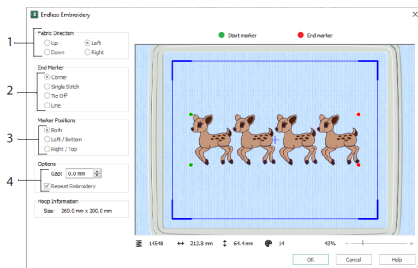 Endless Embroidery
Fabric Direction
Up
Left
Down
Right
1
End Marker
Corner
Single Stitch
Tie Off
Line
2
Marker Positions
Both
Left / Bottom
Right / Top
3
Options
Gap: 0.0 mm
Repeat Embroidery
4
Hoop Information
Size: 260.0 mm x 200.0 mm
Start marker
End marker
14548
212.8 mm
64.4 mm
14
43%
OK
Cancel
Help